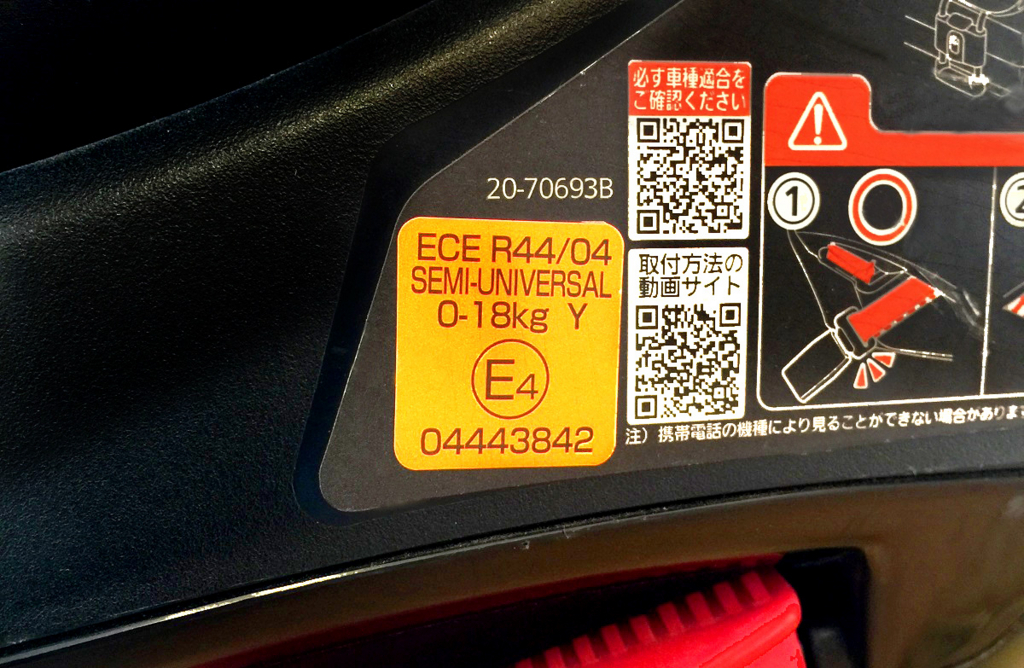 必ず車種適合を
ご確認ください
20-70693B
ECE R44/04
SEMI-UNIVERSAL
0-18kg Y
E4
04443842
取付方法の
動画サイト
1
2
注）携帯電話の機種により見ることができない場合があります